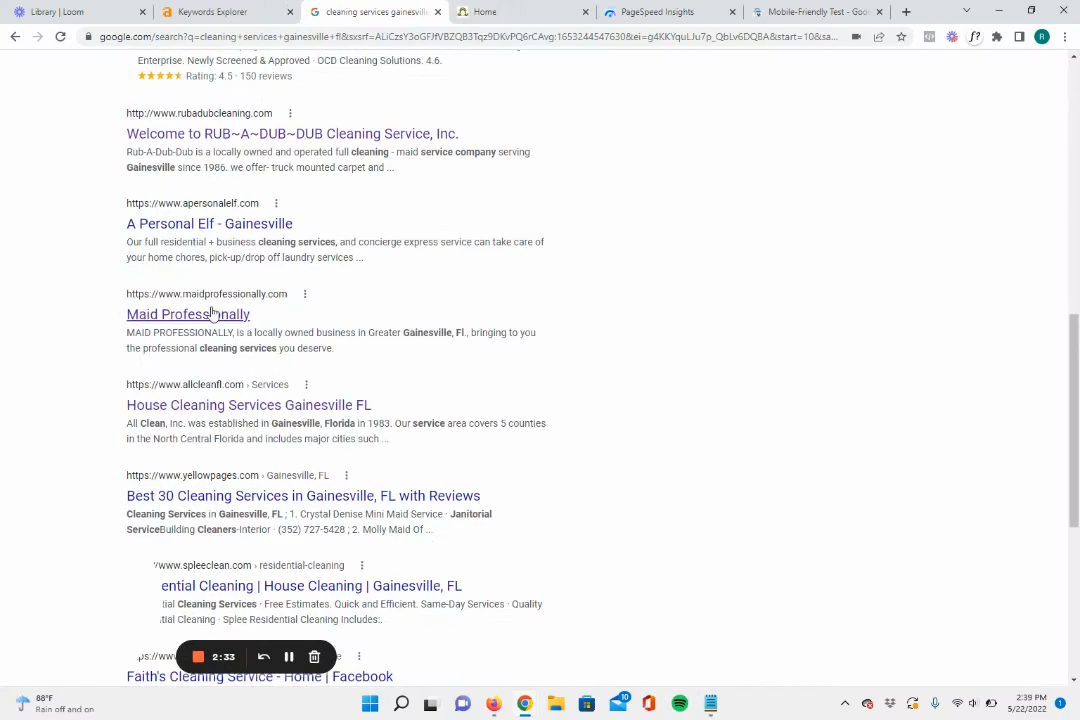 Library | Loom
Keywords Explorer
cleaning services gainesvill
Home
PageSpeed Insights
Mobile-Friendly Test - Goo
google.com/search?q=cleaning+services+gainesville+fl&sxsrf=ALiCzsY3oGFJfVBZQB3Tqz9DKvPQ6rCAvg:1653244547630&ei=g4KKYquLJu7p_QbLv6DQBA&start=10&sa...
R
Enterprise. Newly Screened & Approved · OCD Cleaning Solutions. 4.6.
Rating: 4.5 · 150 reviews
http://www.rubadubcleaning.com
Welcome to RUB~A~DUB~DUB Cleaning Service, Inc.
Rub-A-Dub-Dub is a locally owned and operated full cleaning - maid service company serving
Gainesville since 1986. we offer- truck mounted carpet and ...
https://www.apersonalelf.com
A Personal Elf - Gainesville
Our full residential + business cleaning services, and concierge express service can take care of
your home chores, pick-up/drop off laundry services ...
https://www.maidprofessionally.com
Maid Professionally
MAID PROFESSIONALLY, is a locally owned business in Greater Gainesville, Fl., bringing to you
the professional cleaning services you deserve.
https://www.allcleanfl.com › Services
House Cleaning Services Gainesville FL
All Clean, Inc. was established in Gainesville, Florida in 1983. Our service area covers 5 counties
in the North Central Florida and includes major cities such ...
https://www.yellowpages.com › Gainesville, FL
Best 30 Cleaning Services in Gainesville, FL with Reviews
Cleaning Services in Gainesville, FL ; 1. Crystal Denise Mini Maid Service · Janitorial
ServiceBuilding Cleaners-Interior · (352) 727-5428 ; 2. Molly Maid Of ...
/www.spleeclean.com › residential-cleaning
ential Cleaning | House Cleaning | Gainesville, FL
tial Cleaning Services · Free Estimates. Quick and Efficient. Same-Day Services · Quality
tial Cleaning · Splee Residential Cleaning Includes:.
2:33
Faith's Cleaning Service - Home | Facebook
88°F
Rain off and on
10
2:39 PM
5/22/2022
1